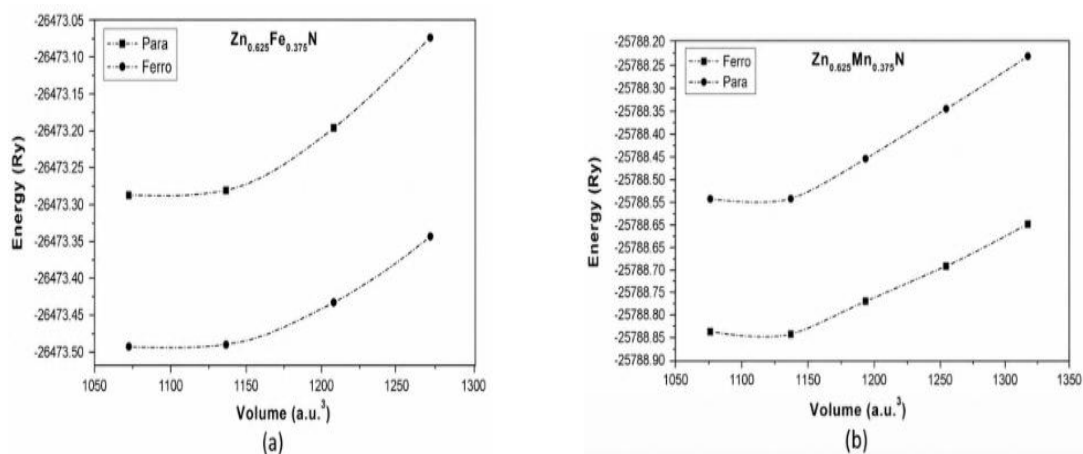 Zn0.625Fe0.375N
Para
Ferro
Energy (Ry)
-26473.05
-26473.10
-26473.15
-26473.20
-26473.25
-26473.30
-26473.35
-26473.40
-26473.45
-26473.50
1050 1100 1150 1200 1250 1300
Volume (a.u.³)
(a)
Zn0.625Mn0.375N
Ferro
Para
Energy (Ry)
-25788.20
-25788.25
-25788.30
-25788.35
-25788.40
-25788.45
-25788.50
-25788.55
-25788.60
-25788.65
-25788.70
-25788.75
-25788.80
-25788.85
-25788.90
1050 1100 1150 1200 1250 1300 1350
Volume (a.u.³)
(b)